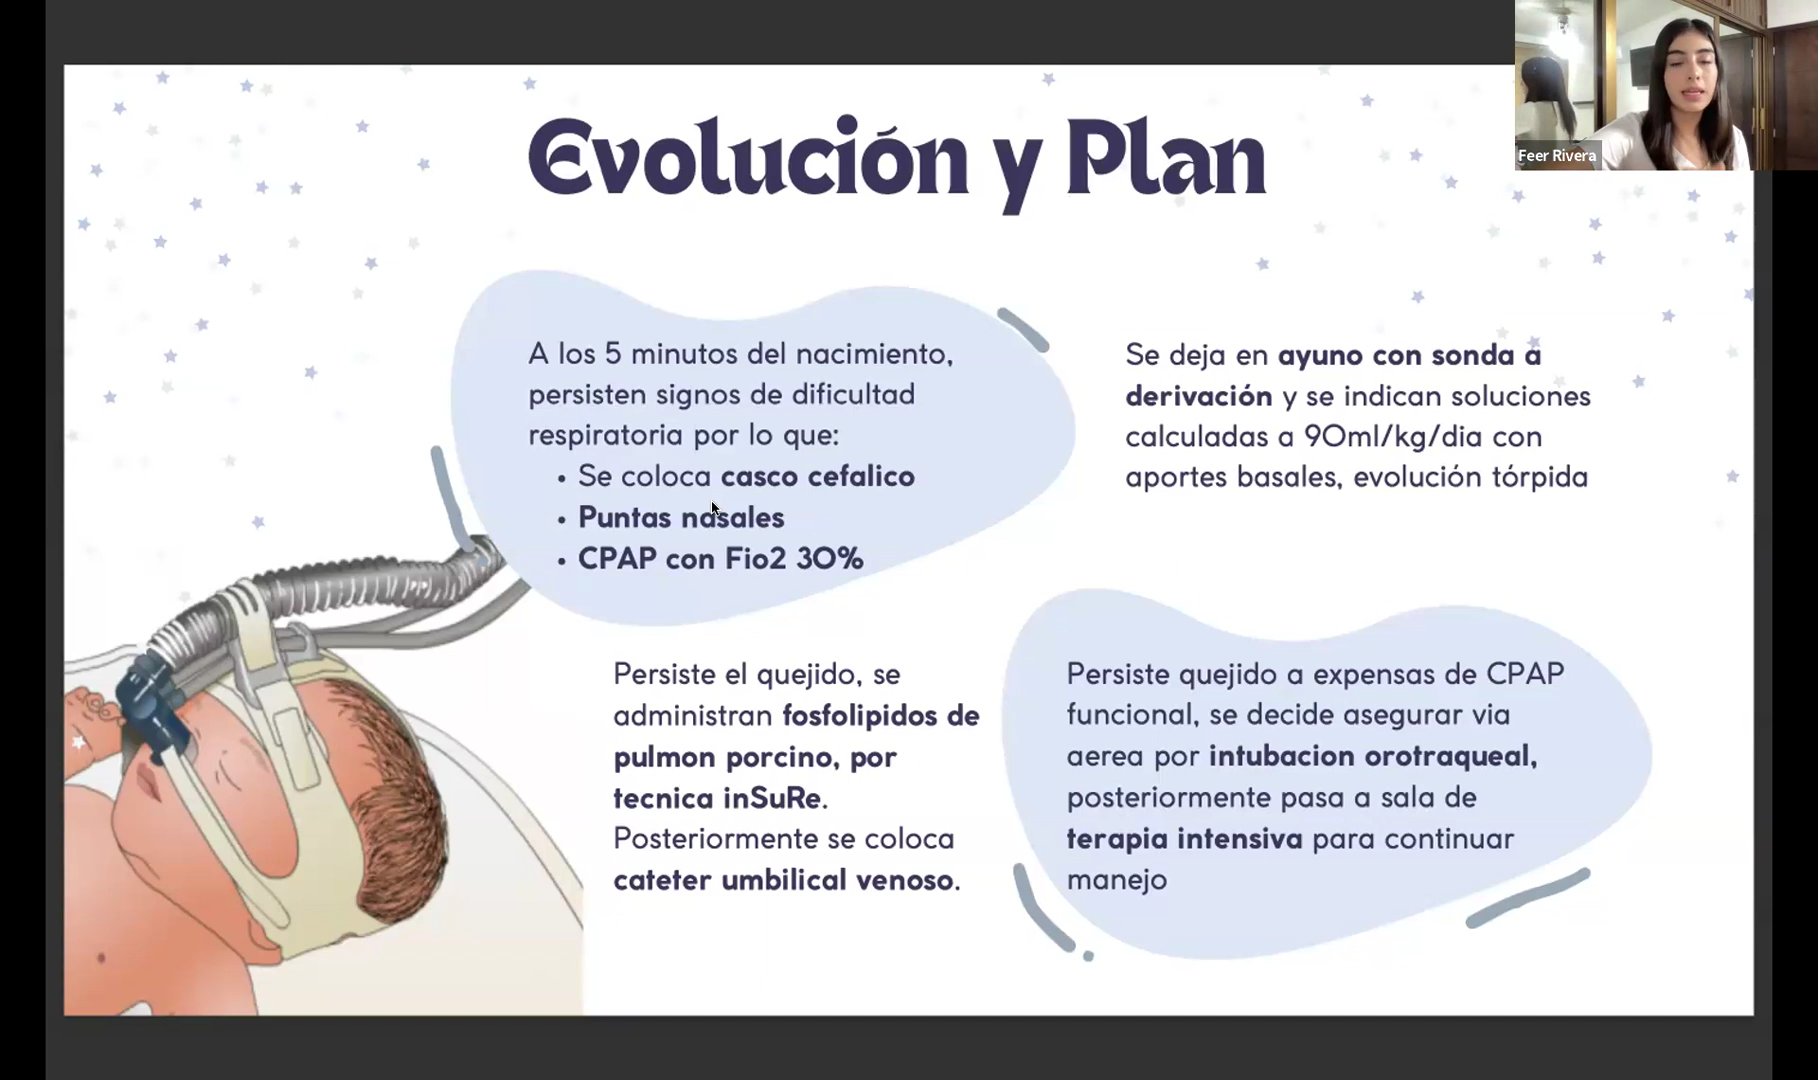 Evolución y Plan
Feer Rivera
A los 5 minutos del nacimiento,
persisten signos de dificultad
respiratoria por lo que:
• Se coloca casco cefalico
• Puntas nasales
• CPAP con Fio2 30%
Se deja en ayuno con sonda a
derivación y se indican soluciones
calculadas a 90ml/kg/dia con
aportes basales, evolución tórpida
Persiste el quejido, se
administran fosfolipidos de
pulmon porcino, por
tecnica inSuRe.
Posteriormente se coloca
cateter umbilical venoso.
Persiste quejido a expensas de CPAP
funcional, se decide asegurar via
aerea por intubacion orotraqueal,
posteriormente pasa a sala de
terapia intensiva para continuar
manejo